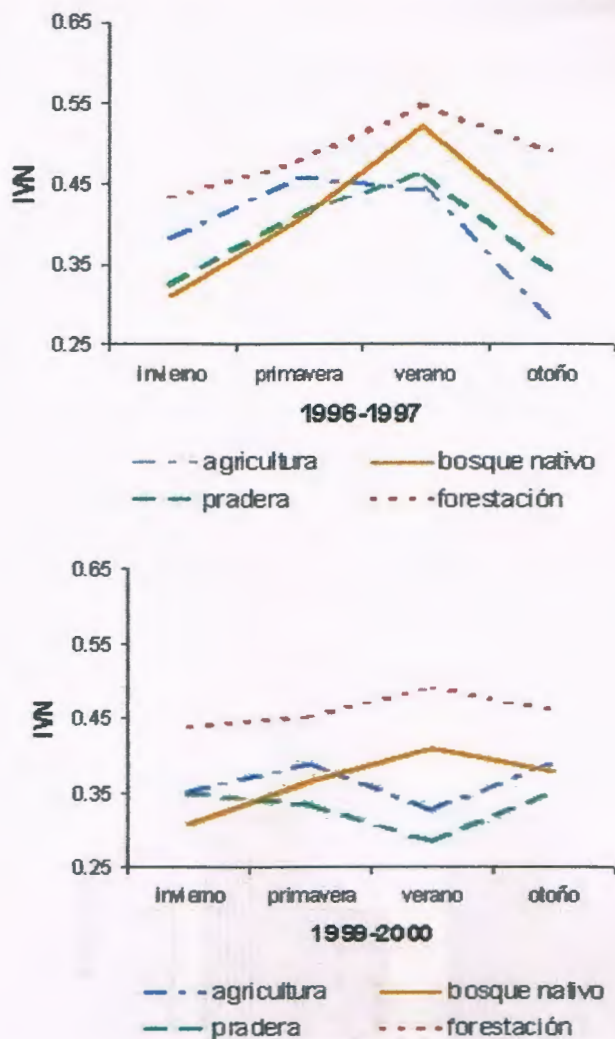 0.65
0.55
0.45
0.35
0.25
IVN
invierno primavera verano otoño
1996-1997
agricultura bosque nativo
pradera forestación
0.65
0.55
0.45
0.35
0.25
IVN
invierno primavera verano otoño
1999-2000
agricultura bosque nativo
pradera forestación